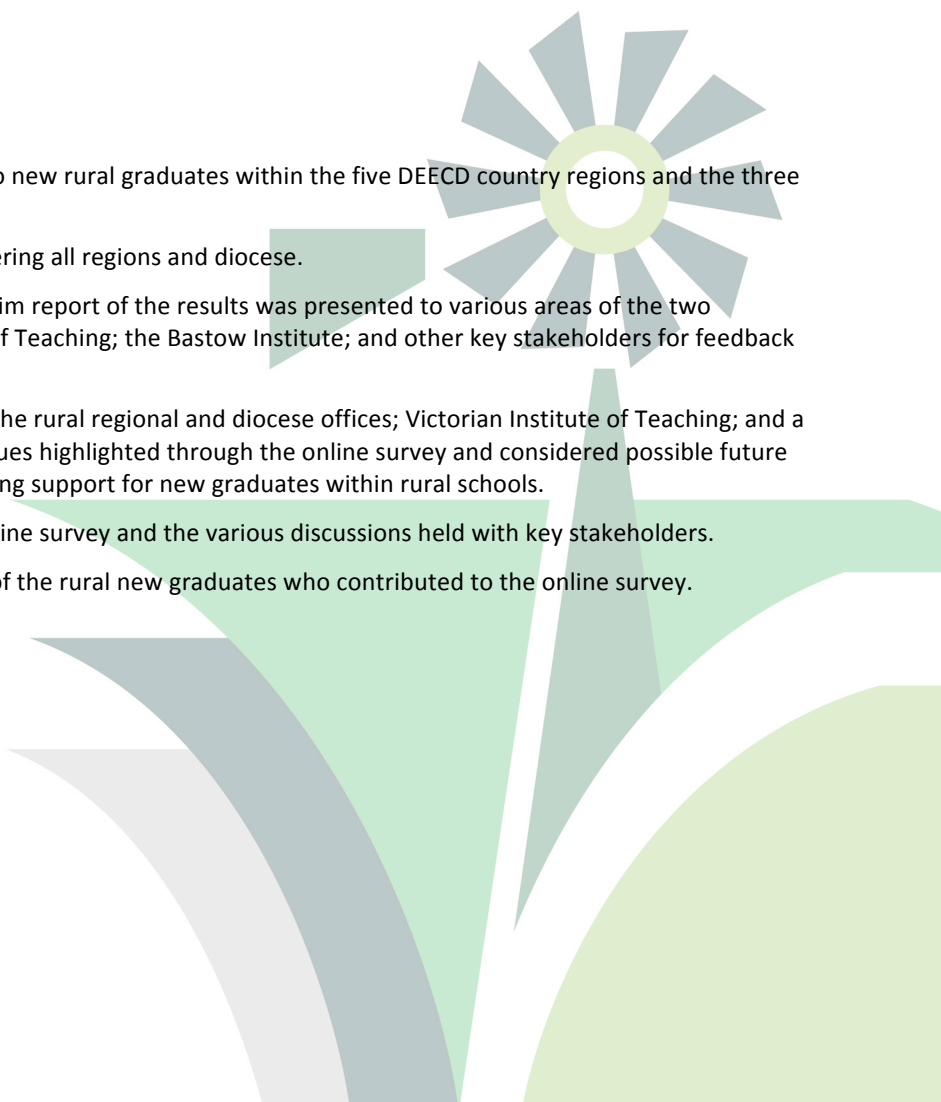 new rural graduates within the five DEECD country regions and the three
ering all regions and diocese.
im report of the results was presented to various areas of the two
f Teaching; the Bastow Institute; and other key stakeholders for feedback
he rural regional and diocese offices; Victorian Institute of Teaching; and a
ues highlighted through the online survey and considered possible future
ng support for new graduates within rural schools.
ine survey and the various discussions held with key stakeholders.
of the rural new graduates who contributed to the online survey.